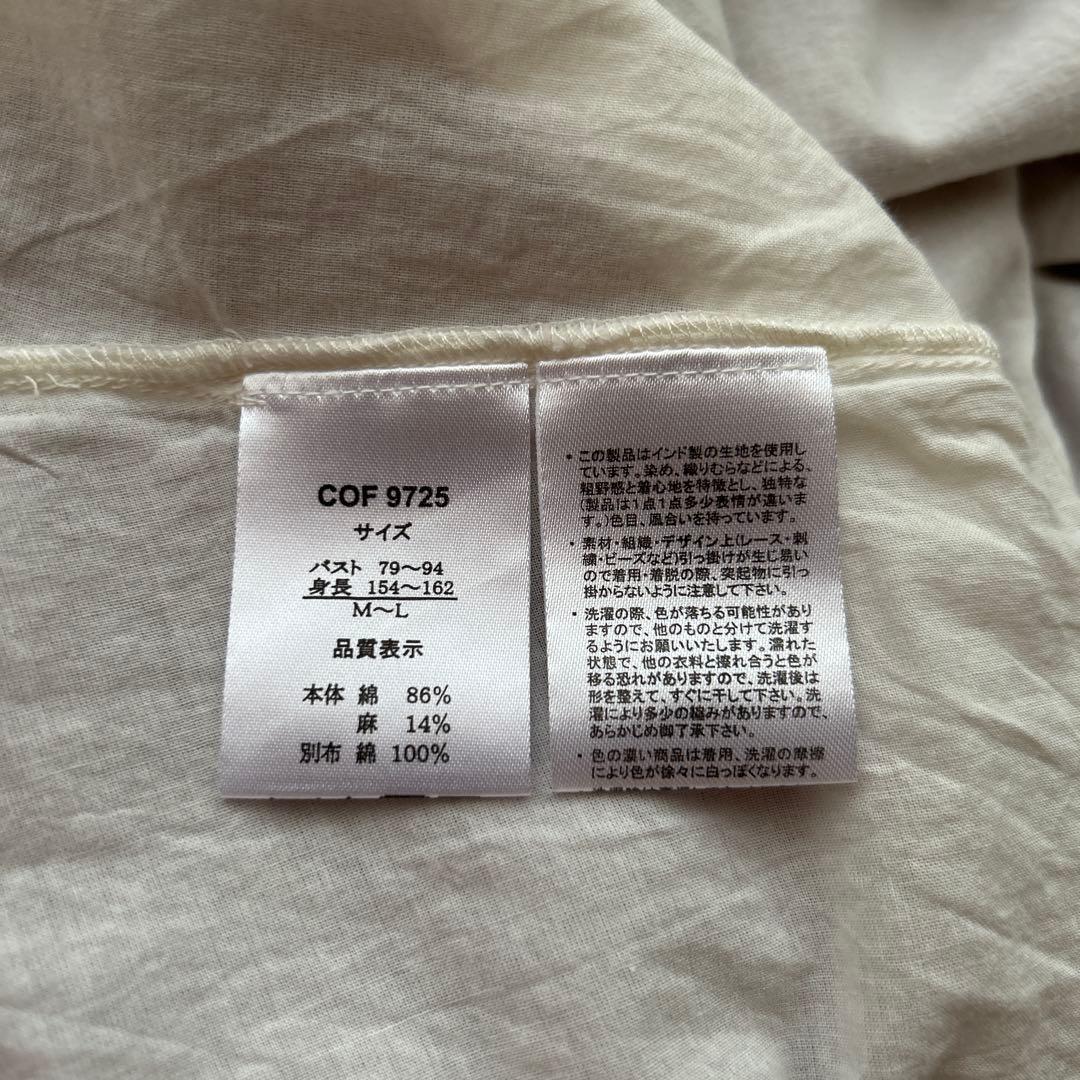 COF 9725
サイズ
バスト 79〜94
身長 154〜162
M〜L
品質表示
本体 綿 86%
麻 14%
別布 綿 100%
・この製品はインド製の生地を使用し
ています。染め、織りむらなどによる、
粗野感と着心地を特徴とし、独特な
(製品は1点1点多少表情が違いま
す。)色目、風合いを持っています。
・素材・組織・デザイン上(レース・刺
繍・ビーズなど)引っ掛けが生じ易い
ので着用・着脱の際、突起物に引っ
掛からないように注意して下さい。
・洗濯の際、色が落ちる可能性があり
ますので、他のものと分けて洗濯す
るようにお願いいたします。濡れた
状態で、他の衣料と擦れ合うと色が
移る恐れがありますので、洗濯後は
形を整えて、すぐに干して下さい。洗
濯により多少の縮みがありますので、
あらかじめ御了承下さい。
・色の濃い商品は着用、洗濯の摩擦
により色が徐々に白っぽくなります。